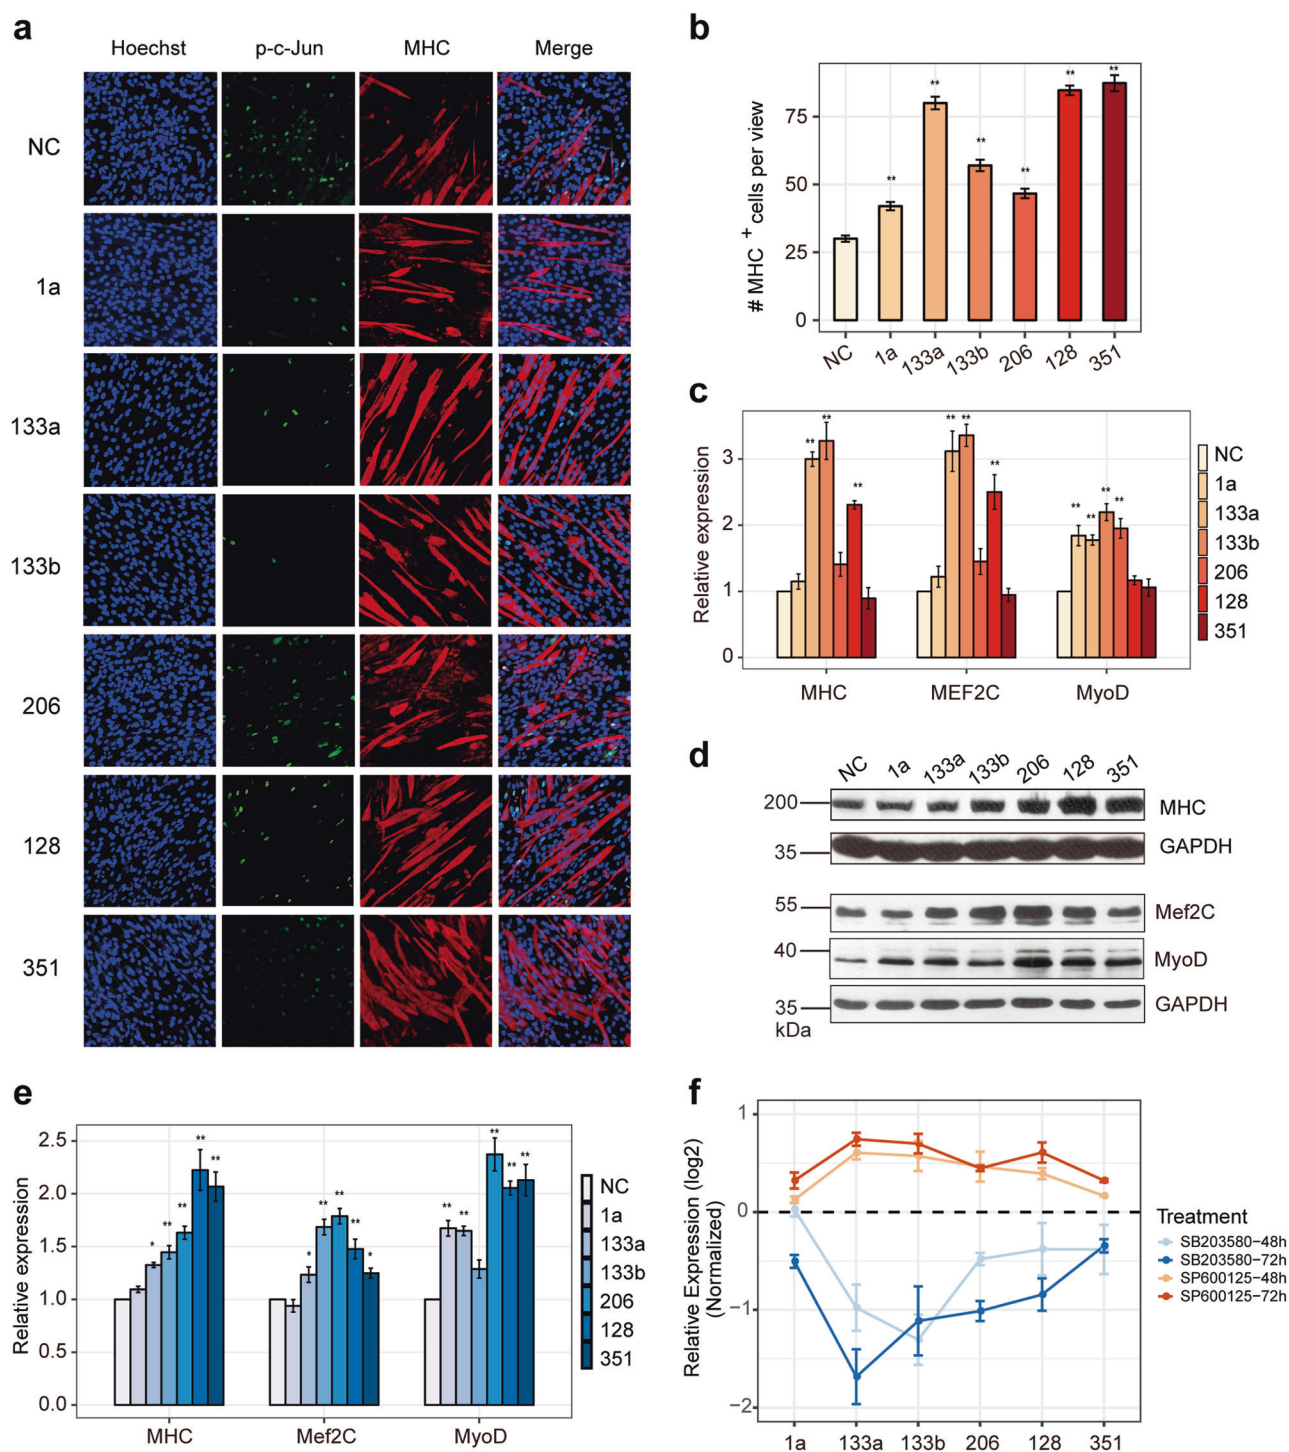 a
Hoechst p-c-Jun MHC Merge
NC
1a
133a
133b
206
128
351
b
# MHC + cells per view
75
50
25
0
NC 1a 133a 133b 206 128 351
** ** ** ** ** **
c
Relative expression
3
2
1
0
** ** ** ** ** ** ** ** ** **
MHC MEF2C MyoD
NC
1a
133a
133b
206
128
351
d
NC 1a 133a 133b 206 128 351
200 MHC
35 GAPDH
55 Mef2C
40 MyoD
35 GAPDH
kDa
e
Relative expression
2.5
2.0
1.5
1.0
0.5
0.0
* ** ** ** ** * ** ** ** * ** ** ** ** **
MHC Mef2C MyoD
NC
1a
133a
133b
206
128
351
f
Relative Expression (log2)
(Normalized)
1
0
−1
−2
1a 133a 133b 206 128 351
Treatment
SB203580−48h
SB203580−72h
SP600125−48h
SP600125−72h